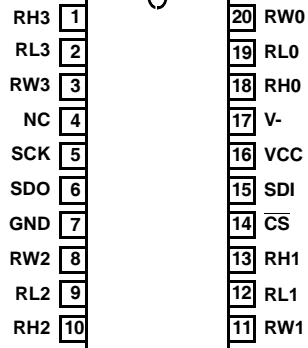 RH3 1 20 RW0
RL3 2 19 RL0
RW3 3 18 RH0
NC 4 17 V-
SCK 5 16 VCC
SDO 6 15 SDI
GND 7 14 C̅S̅
RW2 8 13 RH1
RL2 9 12 RL1
RH2 10 11 RW1